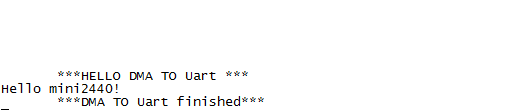 ***HELLO DMA TO Uart ***
Hello mini2440!
***DMA TO Uart finished***